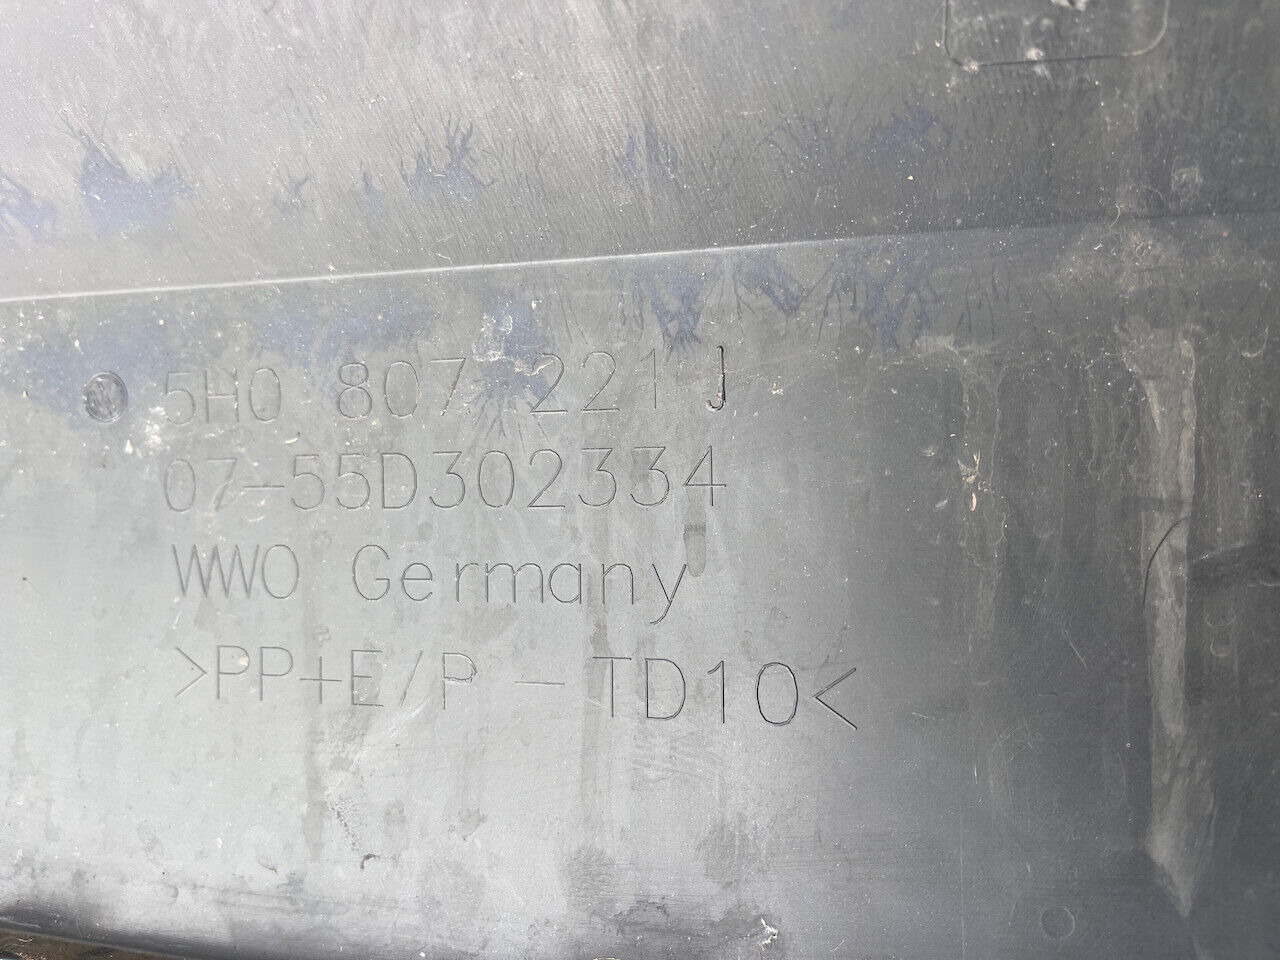 5H0 807 221 J
07-55D302334
WWO Germany
>PP+E/P - TD10<